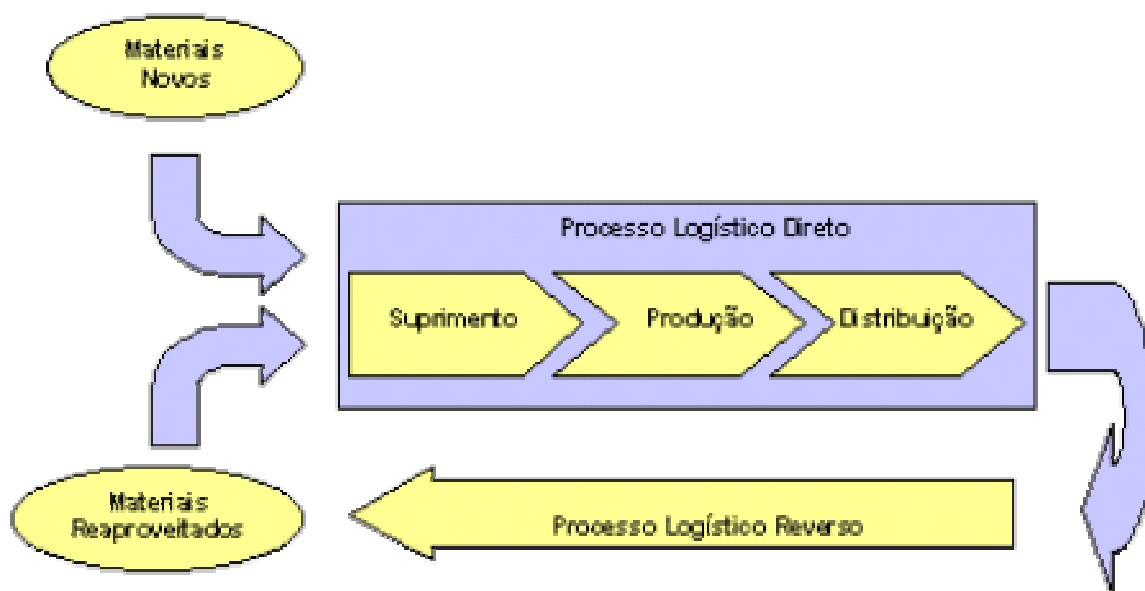 Materiais
Novos
Processo Logístico Direto
Suprimento
Produção
Distribuição
Materiais
Reaproveitados
Processo Logístico Reverso